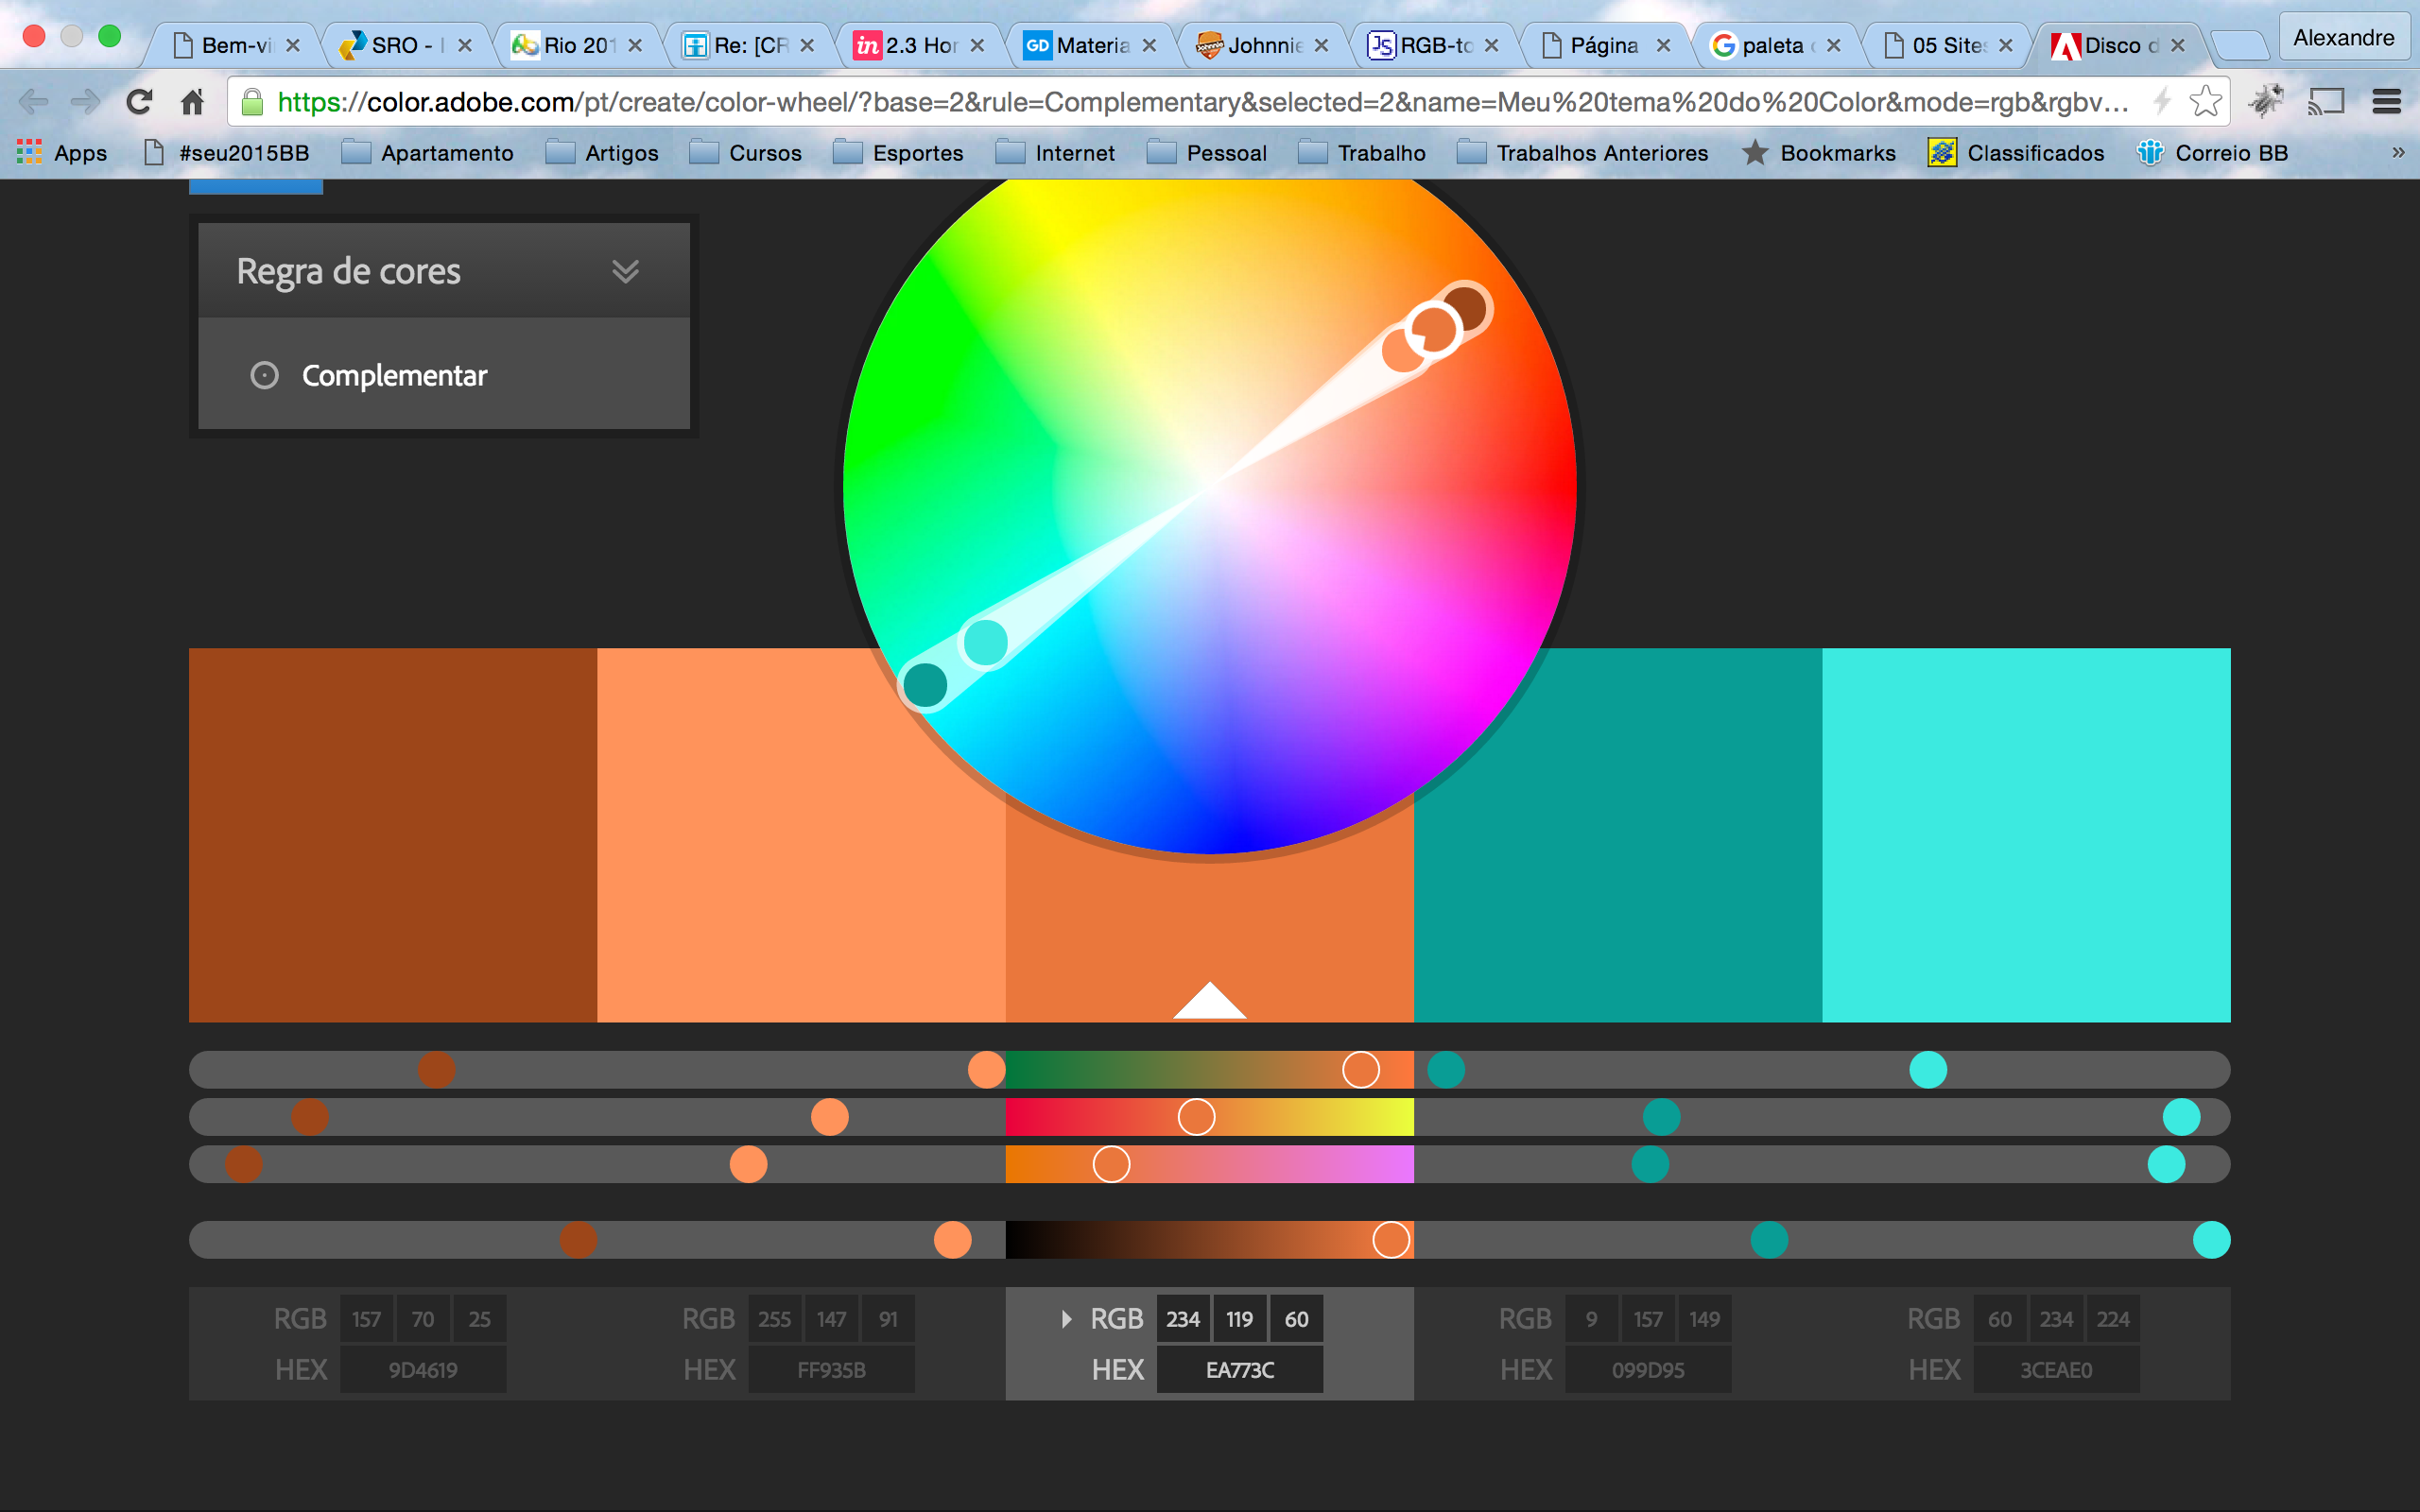 Bem-vi SRO - Rio 201 Re: [CR 2.3 Hor GD Materia Johnnie JS RGB-to Página paleta 05 Sites Disco d Alexandre
https://color.adobe.com/pt/create/color-wheel/?base=2&rule=Complementary&selected=2&name=Meu%20tema%20do%20Color&mode=rgb&rgbv...
Apps #seu2015BB Apartamento Artigos Cursos Esportes Internet Pessoal Trabalho Trabalhos Anteriores Bookmarks Classificados Correio BB »
Regra de cores
Complementar
RGB 157 70 25 RGB 255 147 91 RGB 234 119 60 RGB 9 157 149 RGB 60 234 224
HEX 9D4619 HEX FF935B HEX EA773C HEX 099D95 HEX 3CEAE0